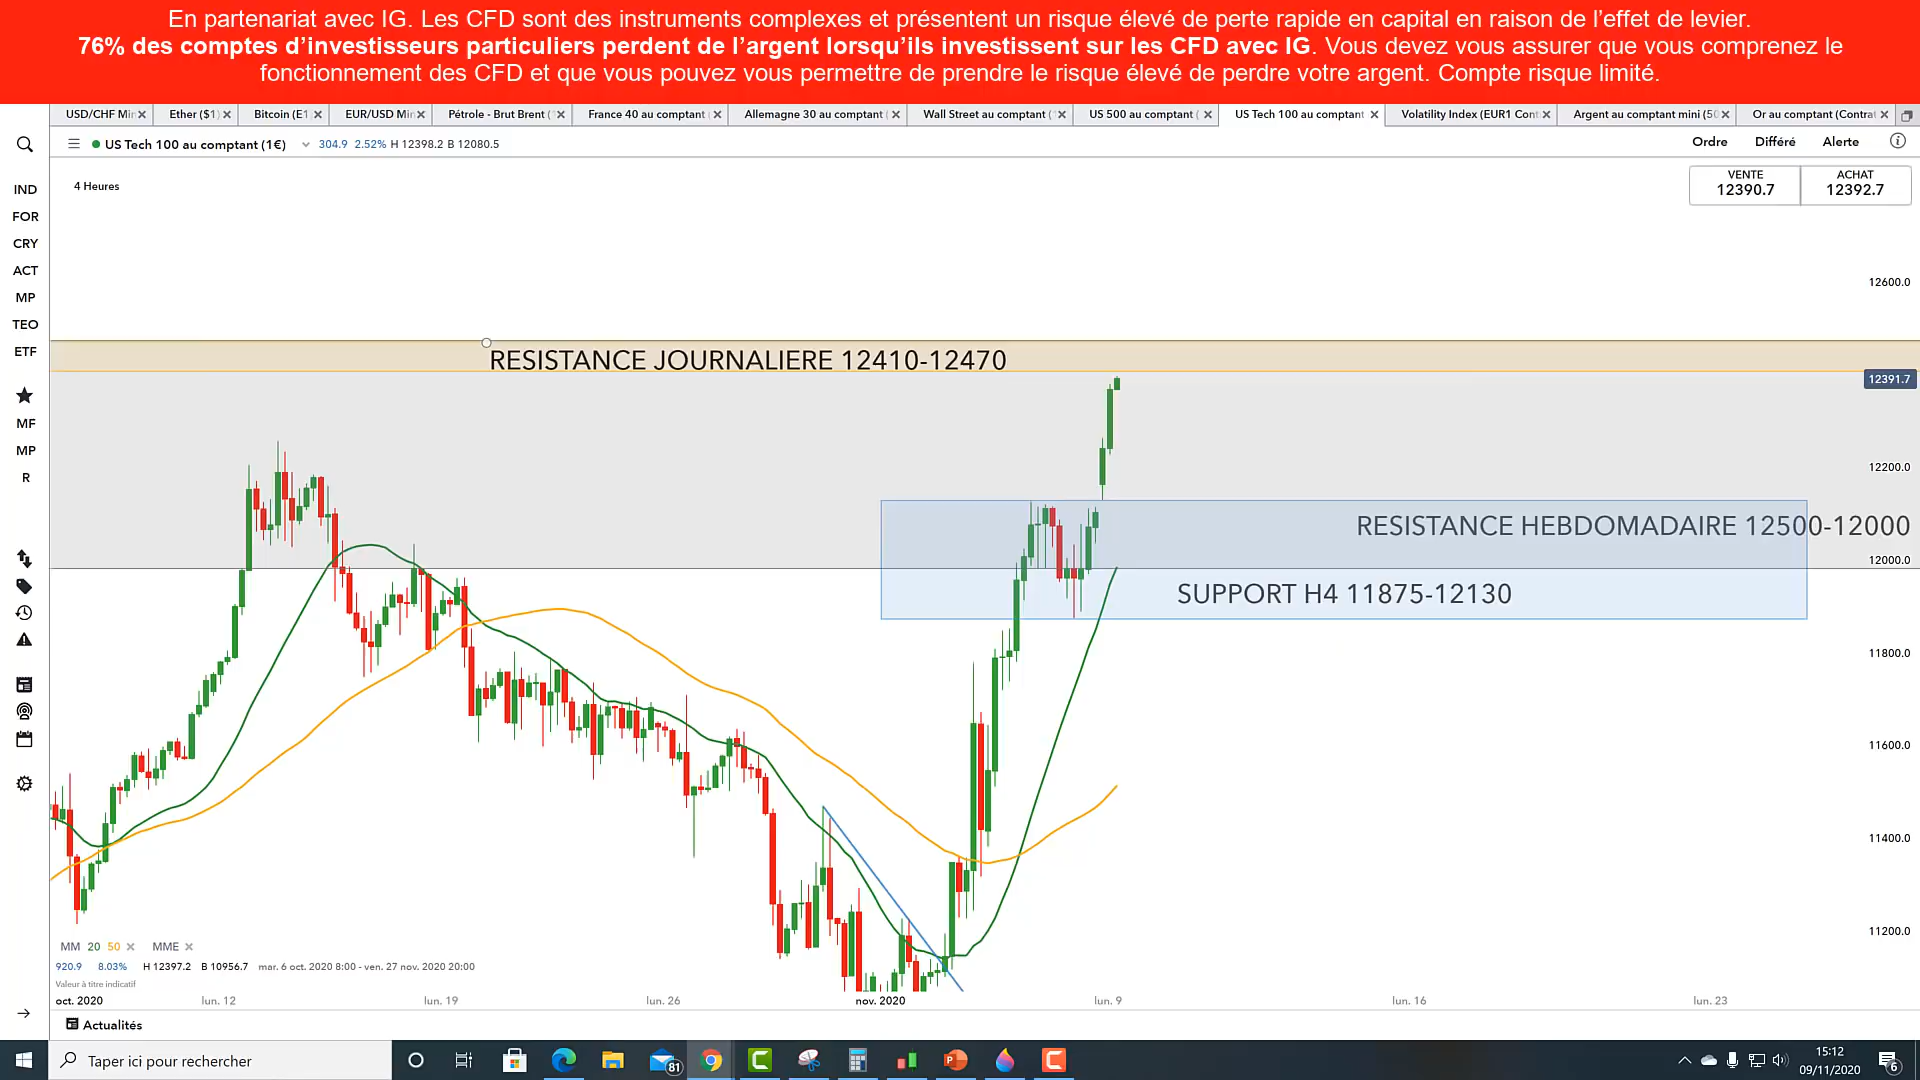 En partenariat avec IG. Les CFD sont des instruments complexes et présentent un risque élevé de perte rapide en capital en raison de l'effet de levier.
76% des comptes d'investisseurs particuliers perdent de l'argent lorsqu'ils investissent sur les CFD avec IG. Vous devez vous assurer que vous comprenez le
fonctionnement des CFD et que vous pouvez vous permettre de prendre le risque élevé de perdre votre argent. Compte risque limité.
USD/CHF Min Ether ($1) Bitcoin (E1 EUR/USD Min Pétrole - Brut Brent ( France 40 au comptant Allemagne 30 au comptant Wall Street au comptant ( US 500 au comptant ( US Tech 100 au comptant Volatility Index (EUR1 Cont Argent au comptant mini (50 Or au comptant (Contra
US Tech 100 au comptant (1€) 304.9 2.52% H 12398.2 B 12080.5 Ordre Différé Alerte
4 Heures
VENTE ACHAT
12390.7 12392.7
IND
FOR
CRY
ACT
MP
TEO
ETF
MF
MP
R
12600.0
RESISTANCE JOURNALIERE 12410-12470
12391.7
12200.0
RESISTANCE HEBDOMADAIRE 12500-12000
12000.0
SUPPORT H4 11875-12130
11800.0
11600.0
11400.0
11200.0
MM 20 50 MME
920.9 8.03% H 12397.2 B 10956.7 mar. 6 oct. 2020 8:00 - ven. 27 nov. 2020 20:00
Valeur à titre indicatif
oct. 2020 lun. 12 lun. 19 lun. 26 nov. 2020 lun. 9 lun. 16 lun. 23
Actualités
Taper ici pour rechercher
81
15:12
09/11/2020
6